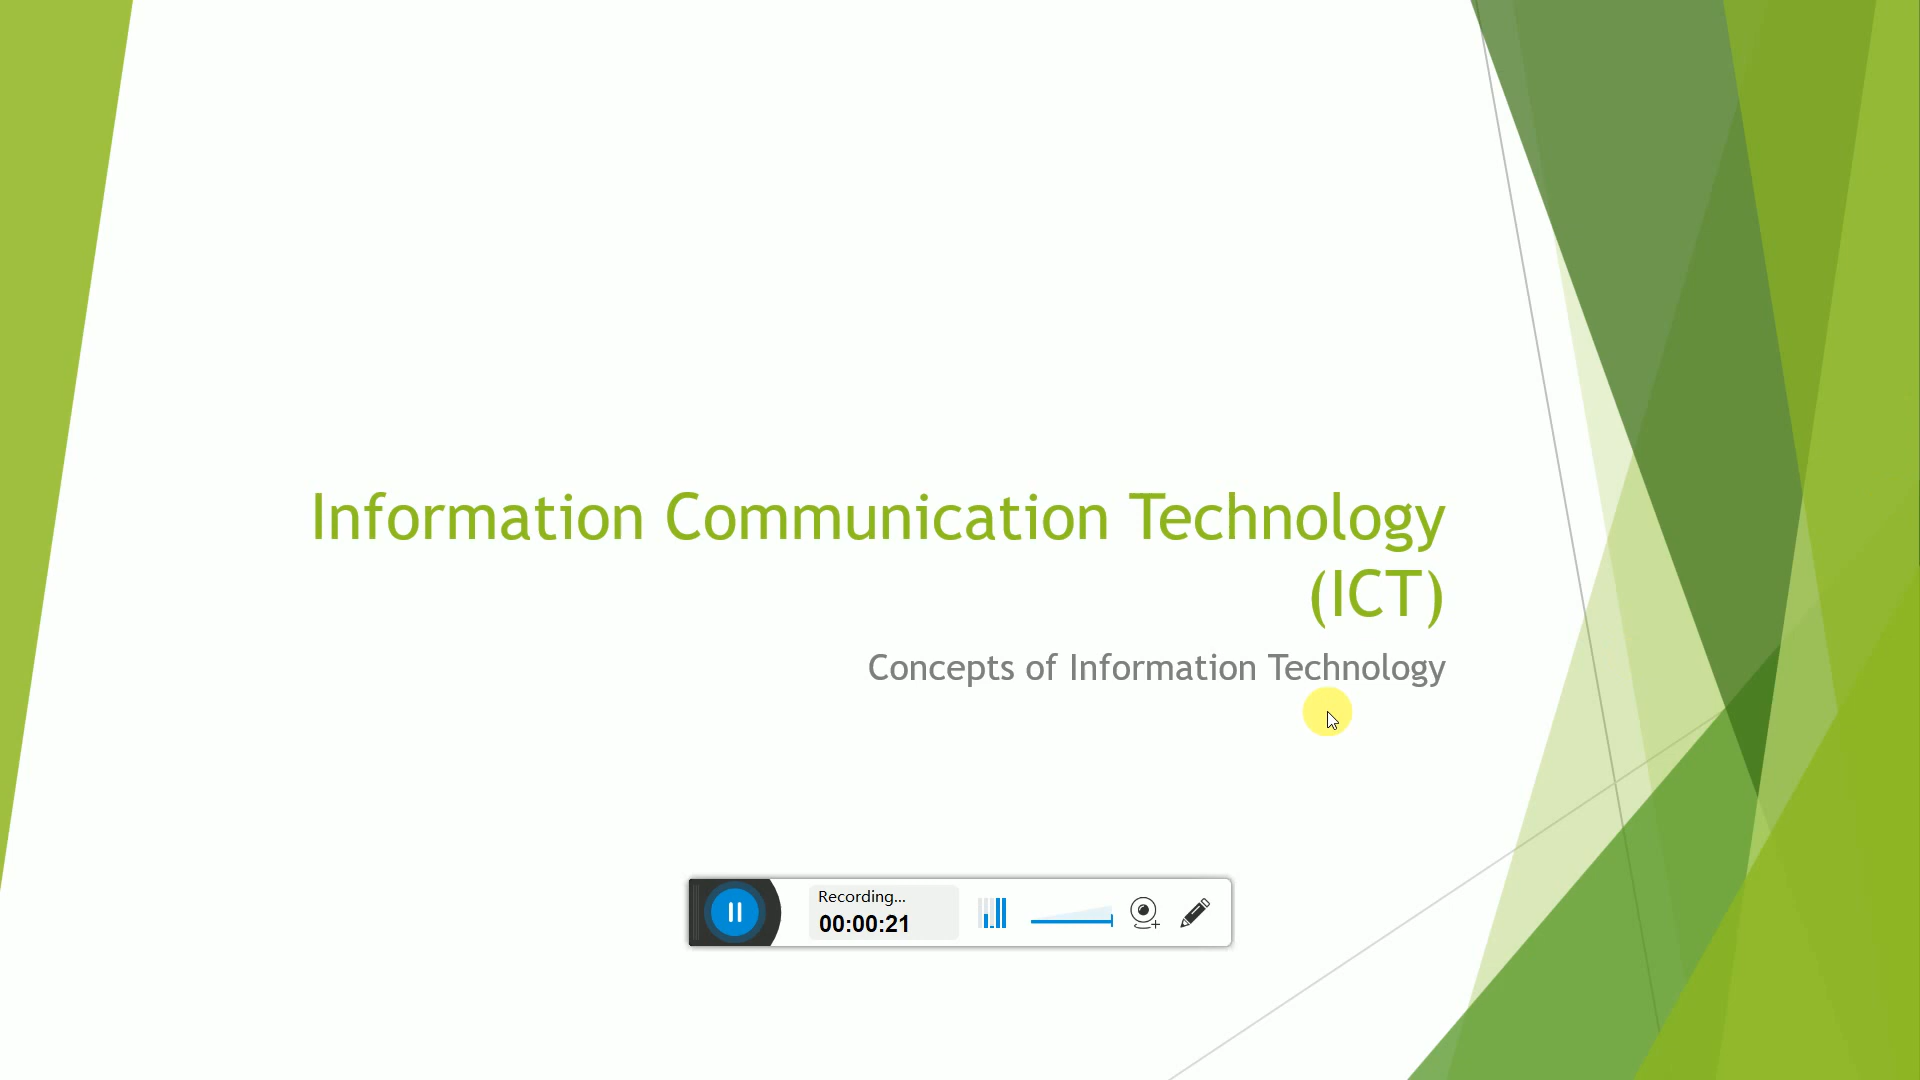 Information Communication Technology
(ICT)
Concepts of Information Technology
Recording...
00:00:21